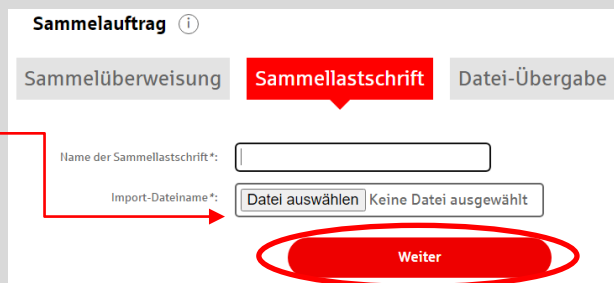 Sammelauftrag i
Sammelüberweisung Sammellastschrift Datei-Übergabe
Name der Sammellastschrift*:
Import-Dateiname*: Datei auswählen Keine Datei ausgewählt
Weiter